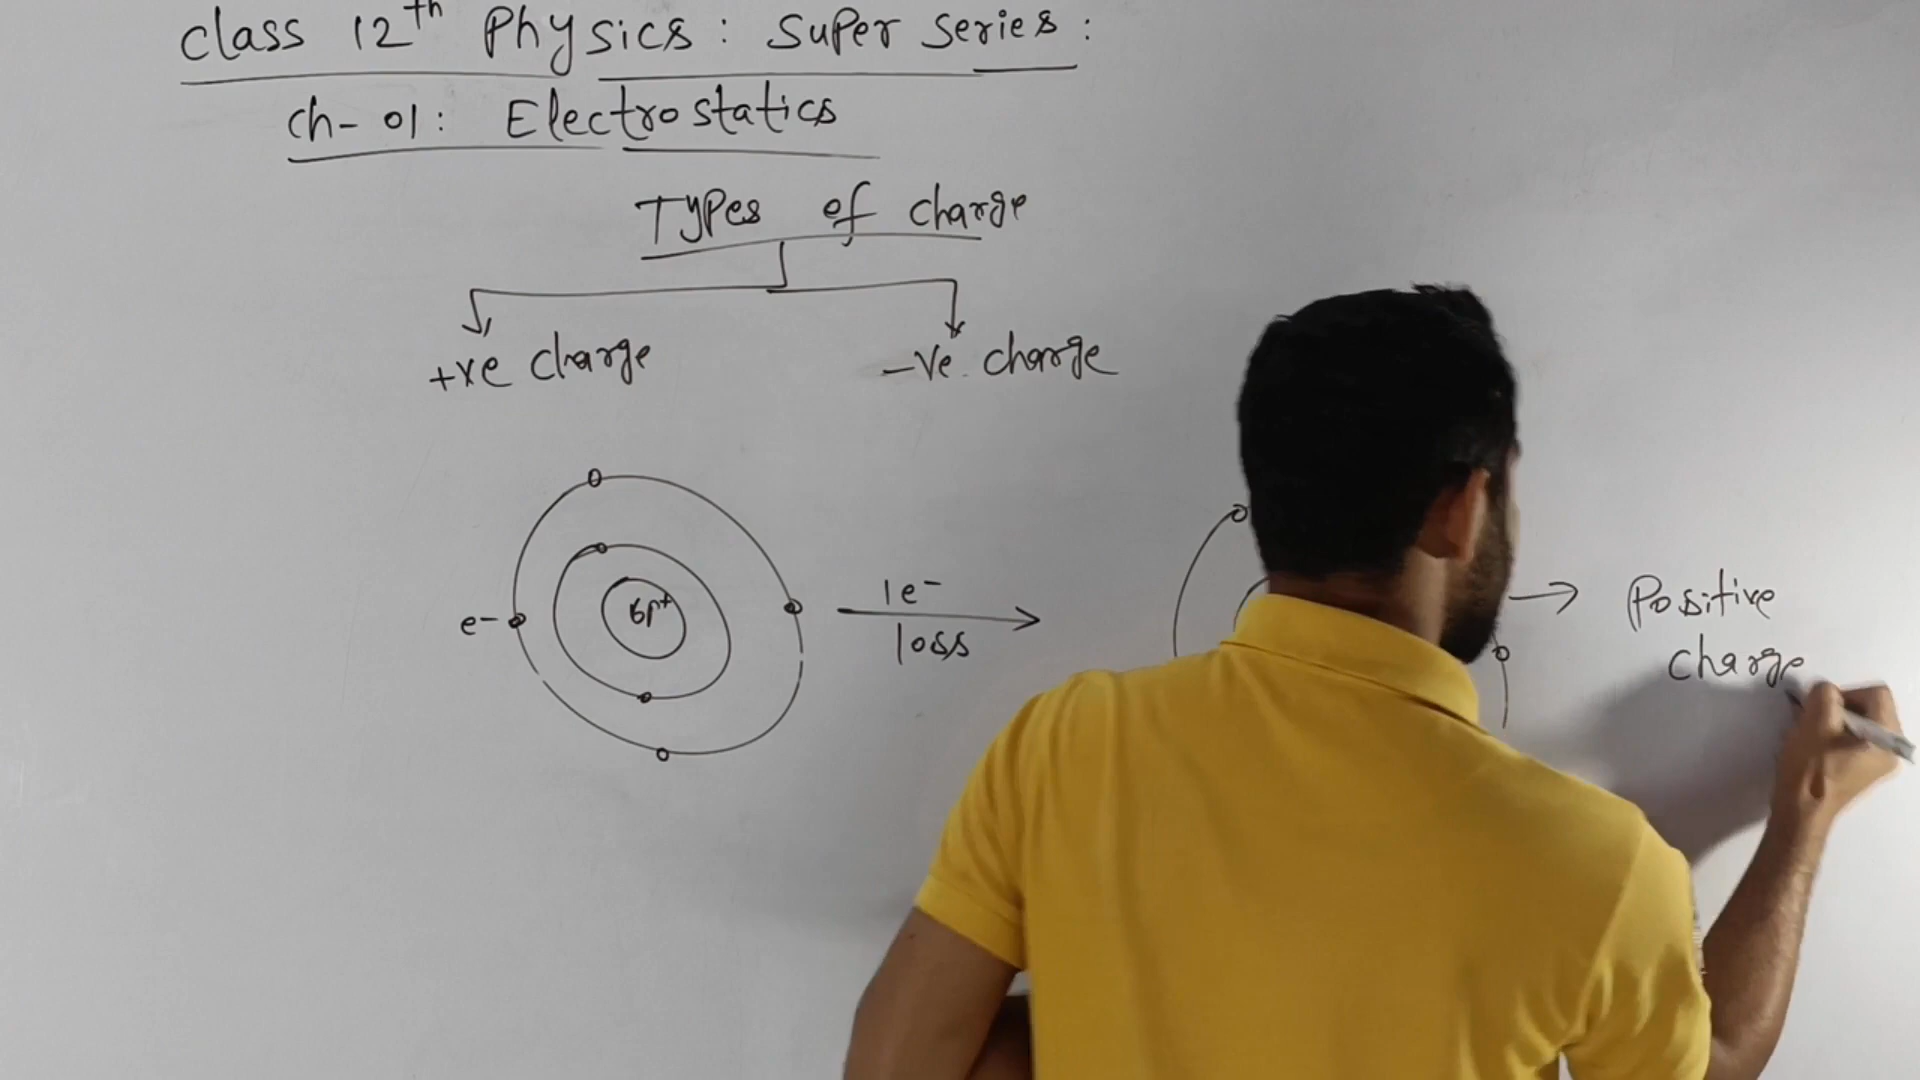 class 12th Physics: Super Series:
ch-01: Electrostatics
Types of charge
+ve charge
-ve charge
e-
6P+
1e-
loss
Positive
charge